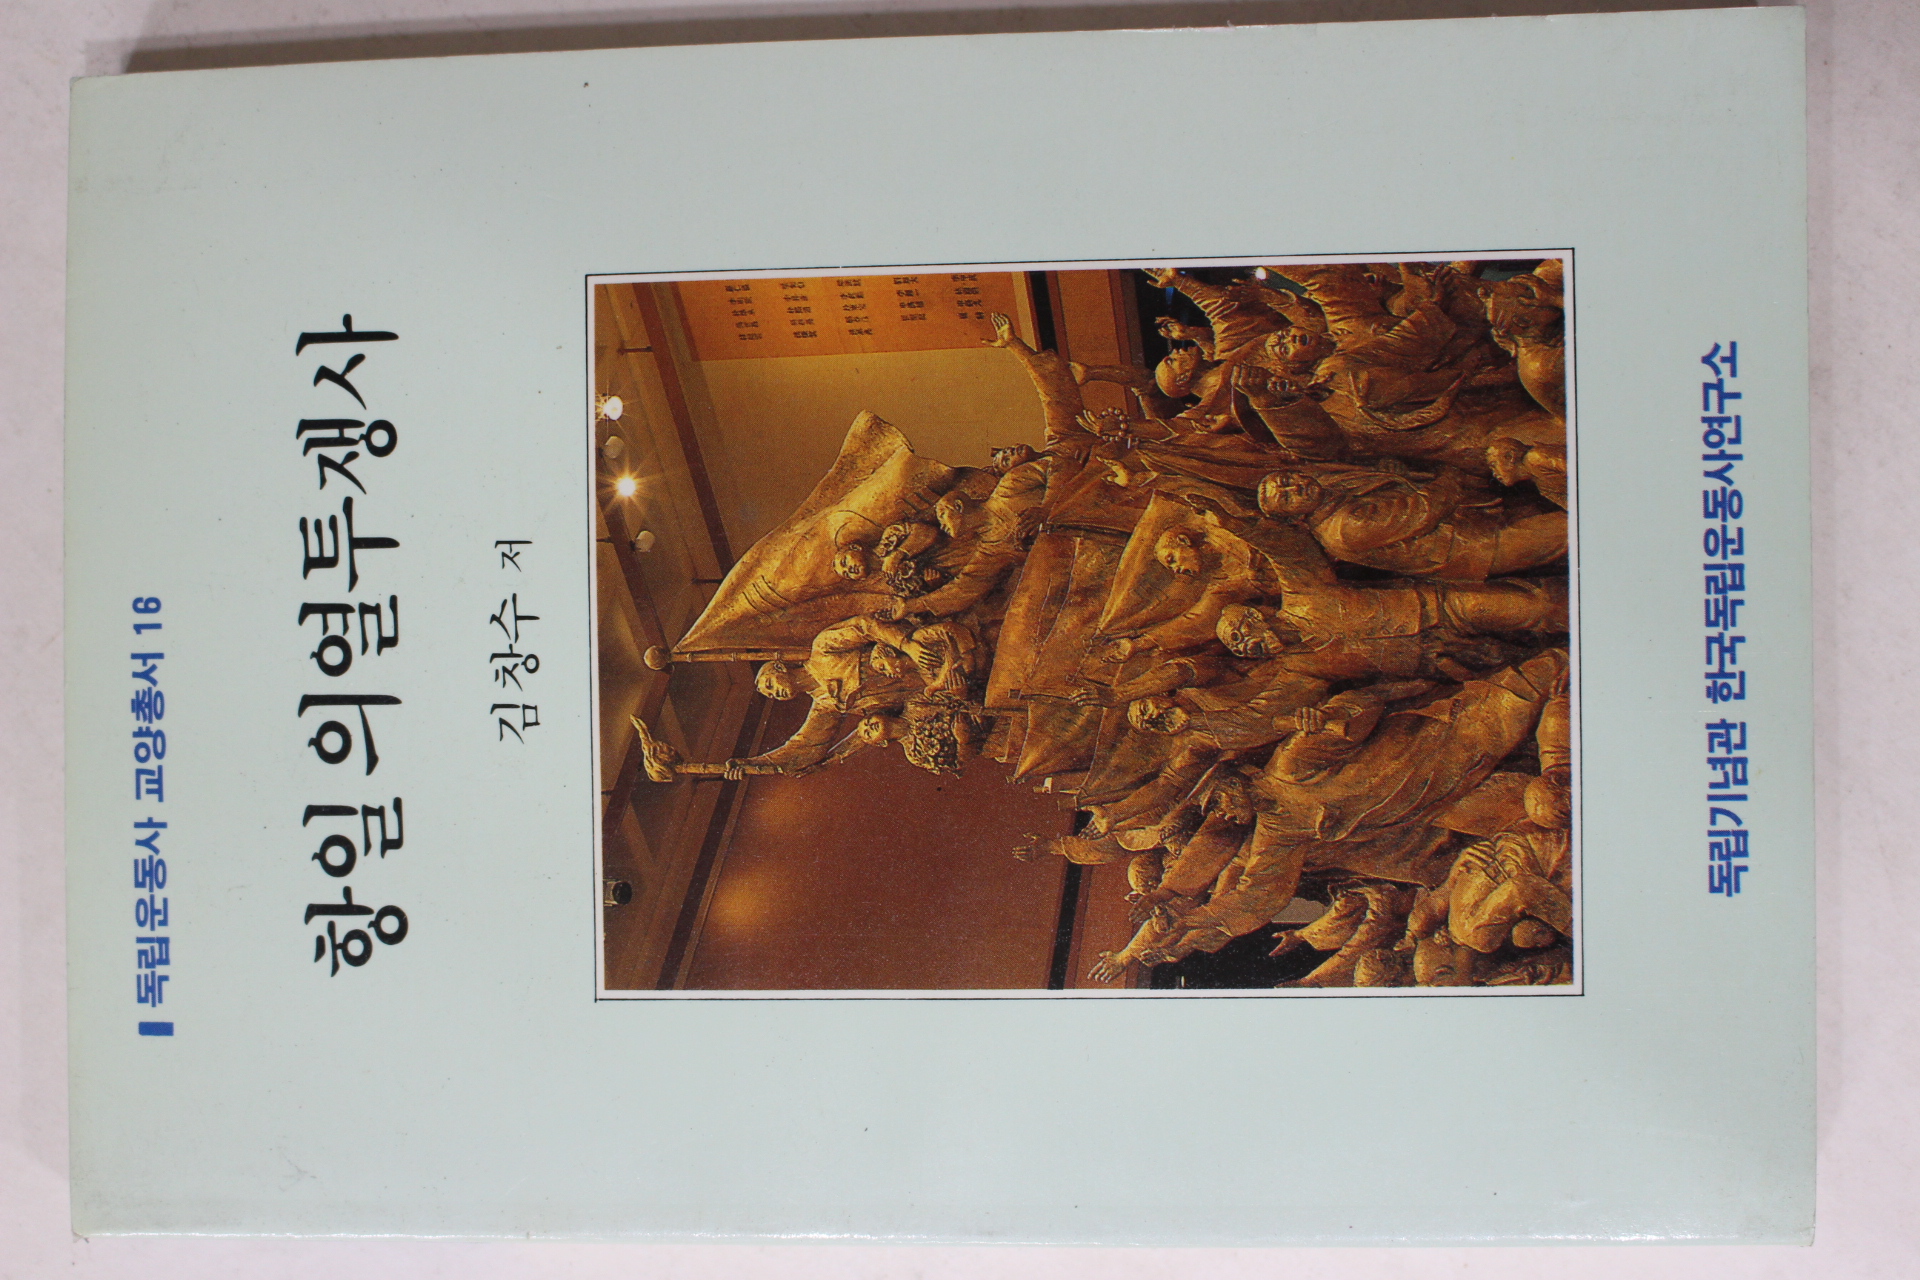 독립운동사 교양총서 16
항일의열투쟁사
김창수 저
독립기념관 한국독립운동사연구소